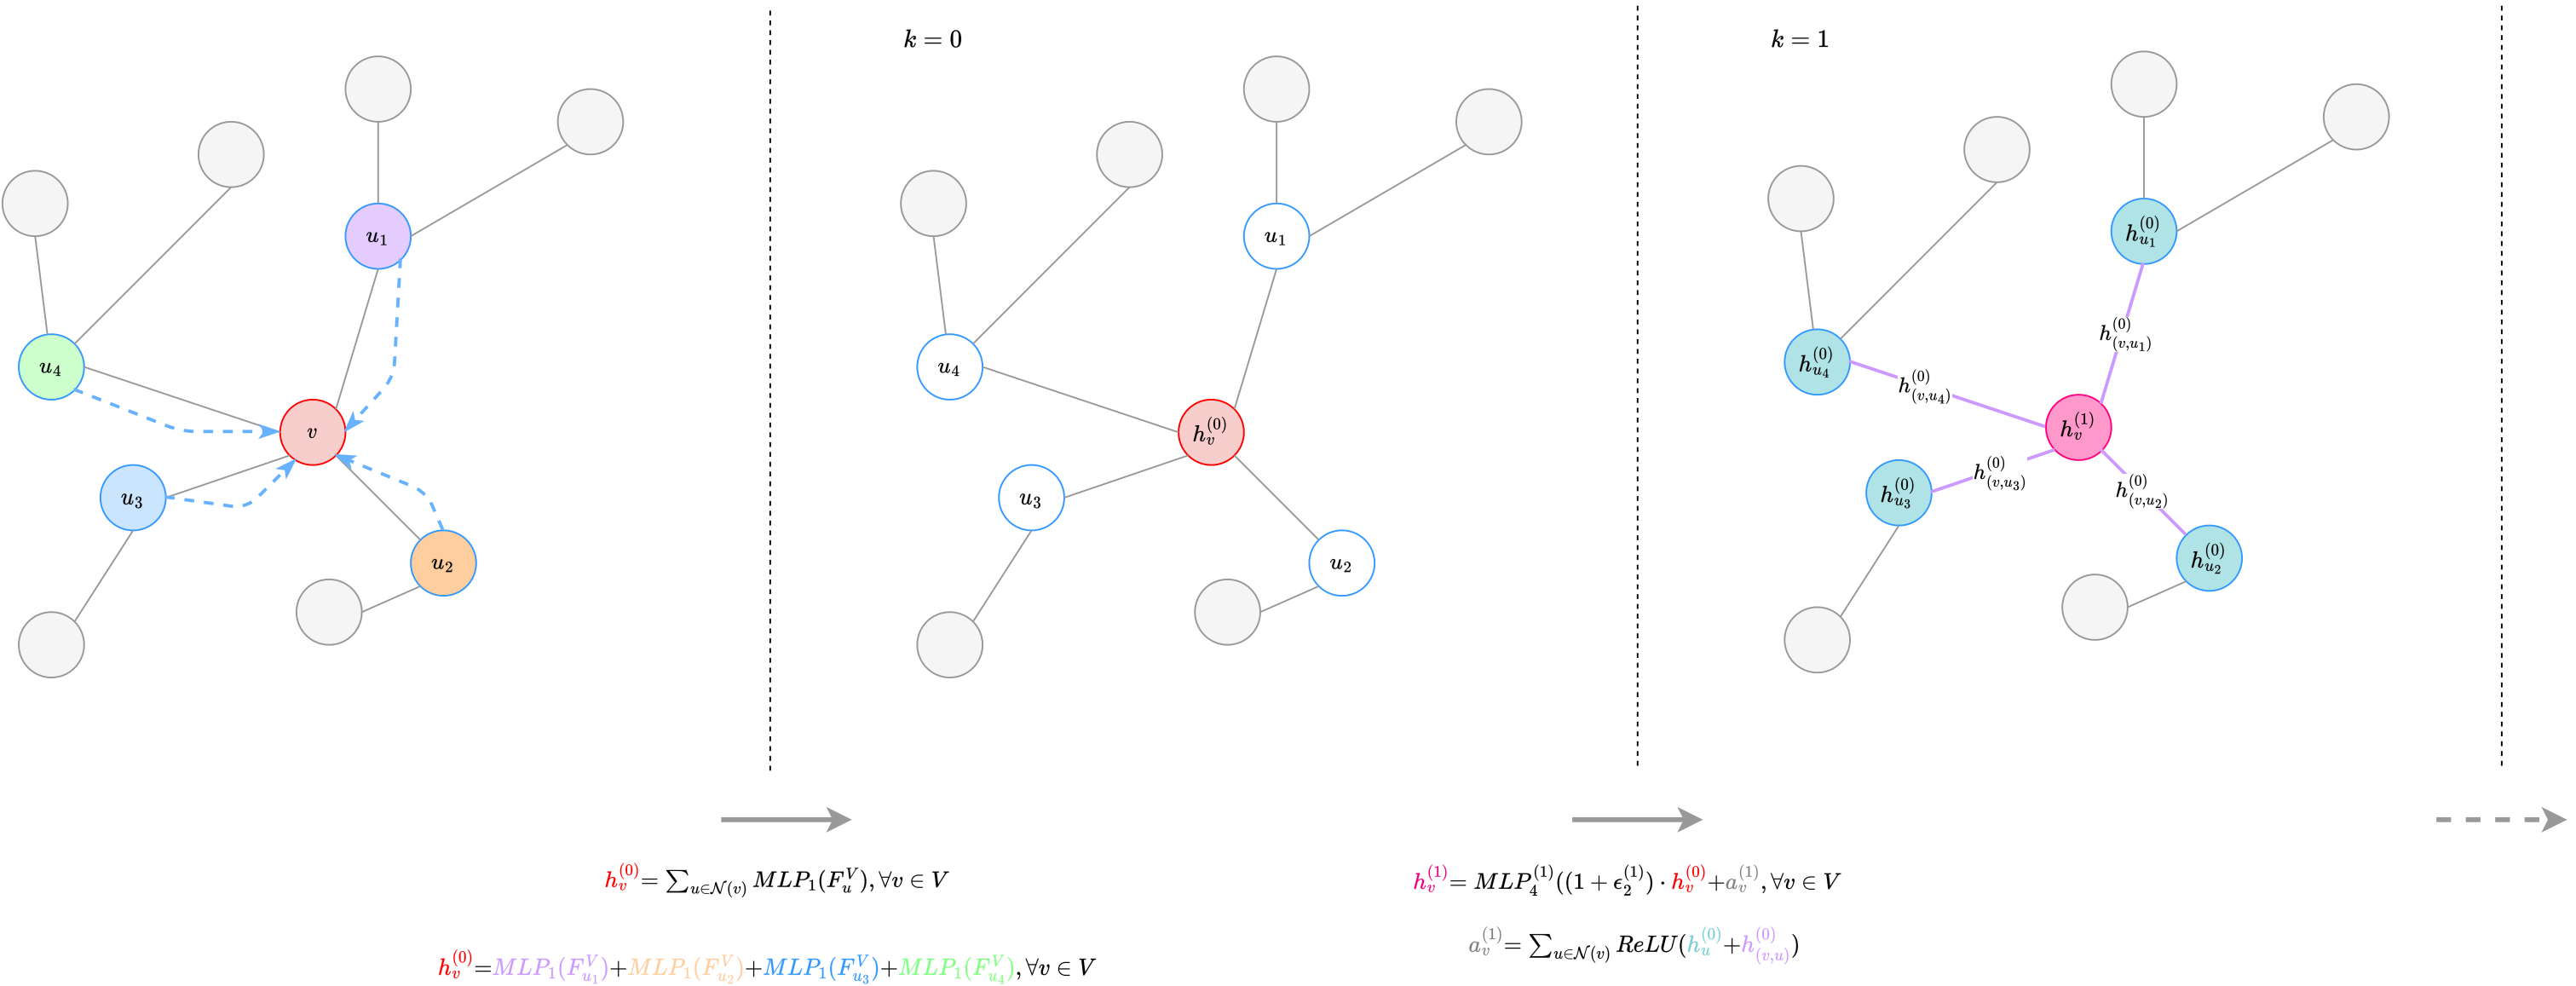 k = 0
k = 1
u₁
u₄
v
u₃
u₂
u₁
u₄
h_v^{(0)}
u₃
u₂
h_{u₁}^{(0)}
h_{(v,u₁)}^{(0)}
h_{u₄}^{(0)}
h_{(v,u₄)}^{(0)}
h_v^{(1)}
h_{(v,u₃)}^{(0)}
h_{u₃}^{(0)}
h_{(v,u₂)}^{(0)}
h_{u₂}^{(0)}
h_v^{(0)} = ∑_{u∈𝒩(v)} MLP₁(F_u^V), ∀v ∈ V
h_v^{(0)} = MLP₁(F_{u₁}^V) + MLP₁(F_{u₂}^V) + MLP₁(F_{u₃}^V) + MLP₁(F_{u₄}^V), ∀v ∈ V
h_v^{(1)} = MLP₄^{(1)}((1 + ϵ₂^{(1)}) · h_v^{(0)} + a_v^{(1)}, ∀v ∈ V
a_v^{(1)} = ∑_{u∈𝒩(v)} ReLU(h_u^{(0)} + h_{(v,u)}^{(0)})